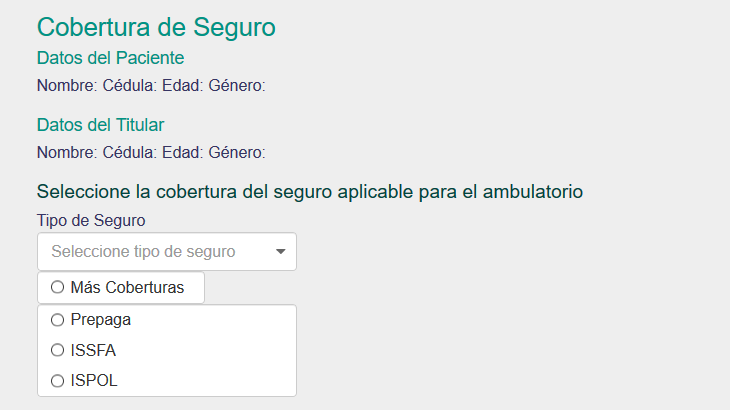 Cobertura de Seguro
Datos del Paciente
Nombre: Cédula: Edad: Género:
Datos del Titular
Nombre: Cédula: Edad: Género:
Seleccione la cobertura del seguro aplicable para el ambulatorio
Tipo de Seguro
Seleccione tipo de seguro
Más Coberturas
Prepaga
ISSFA
ISPOL